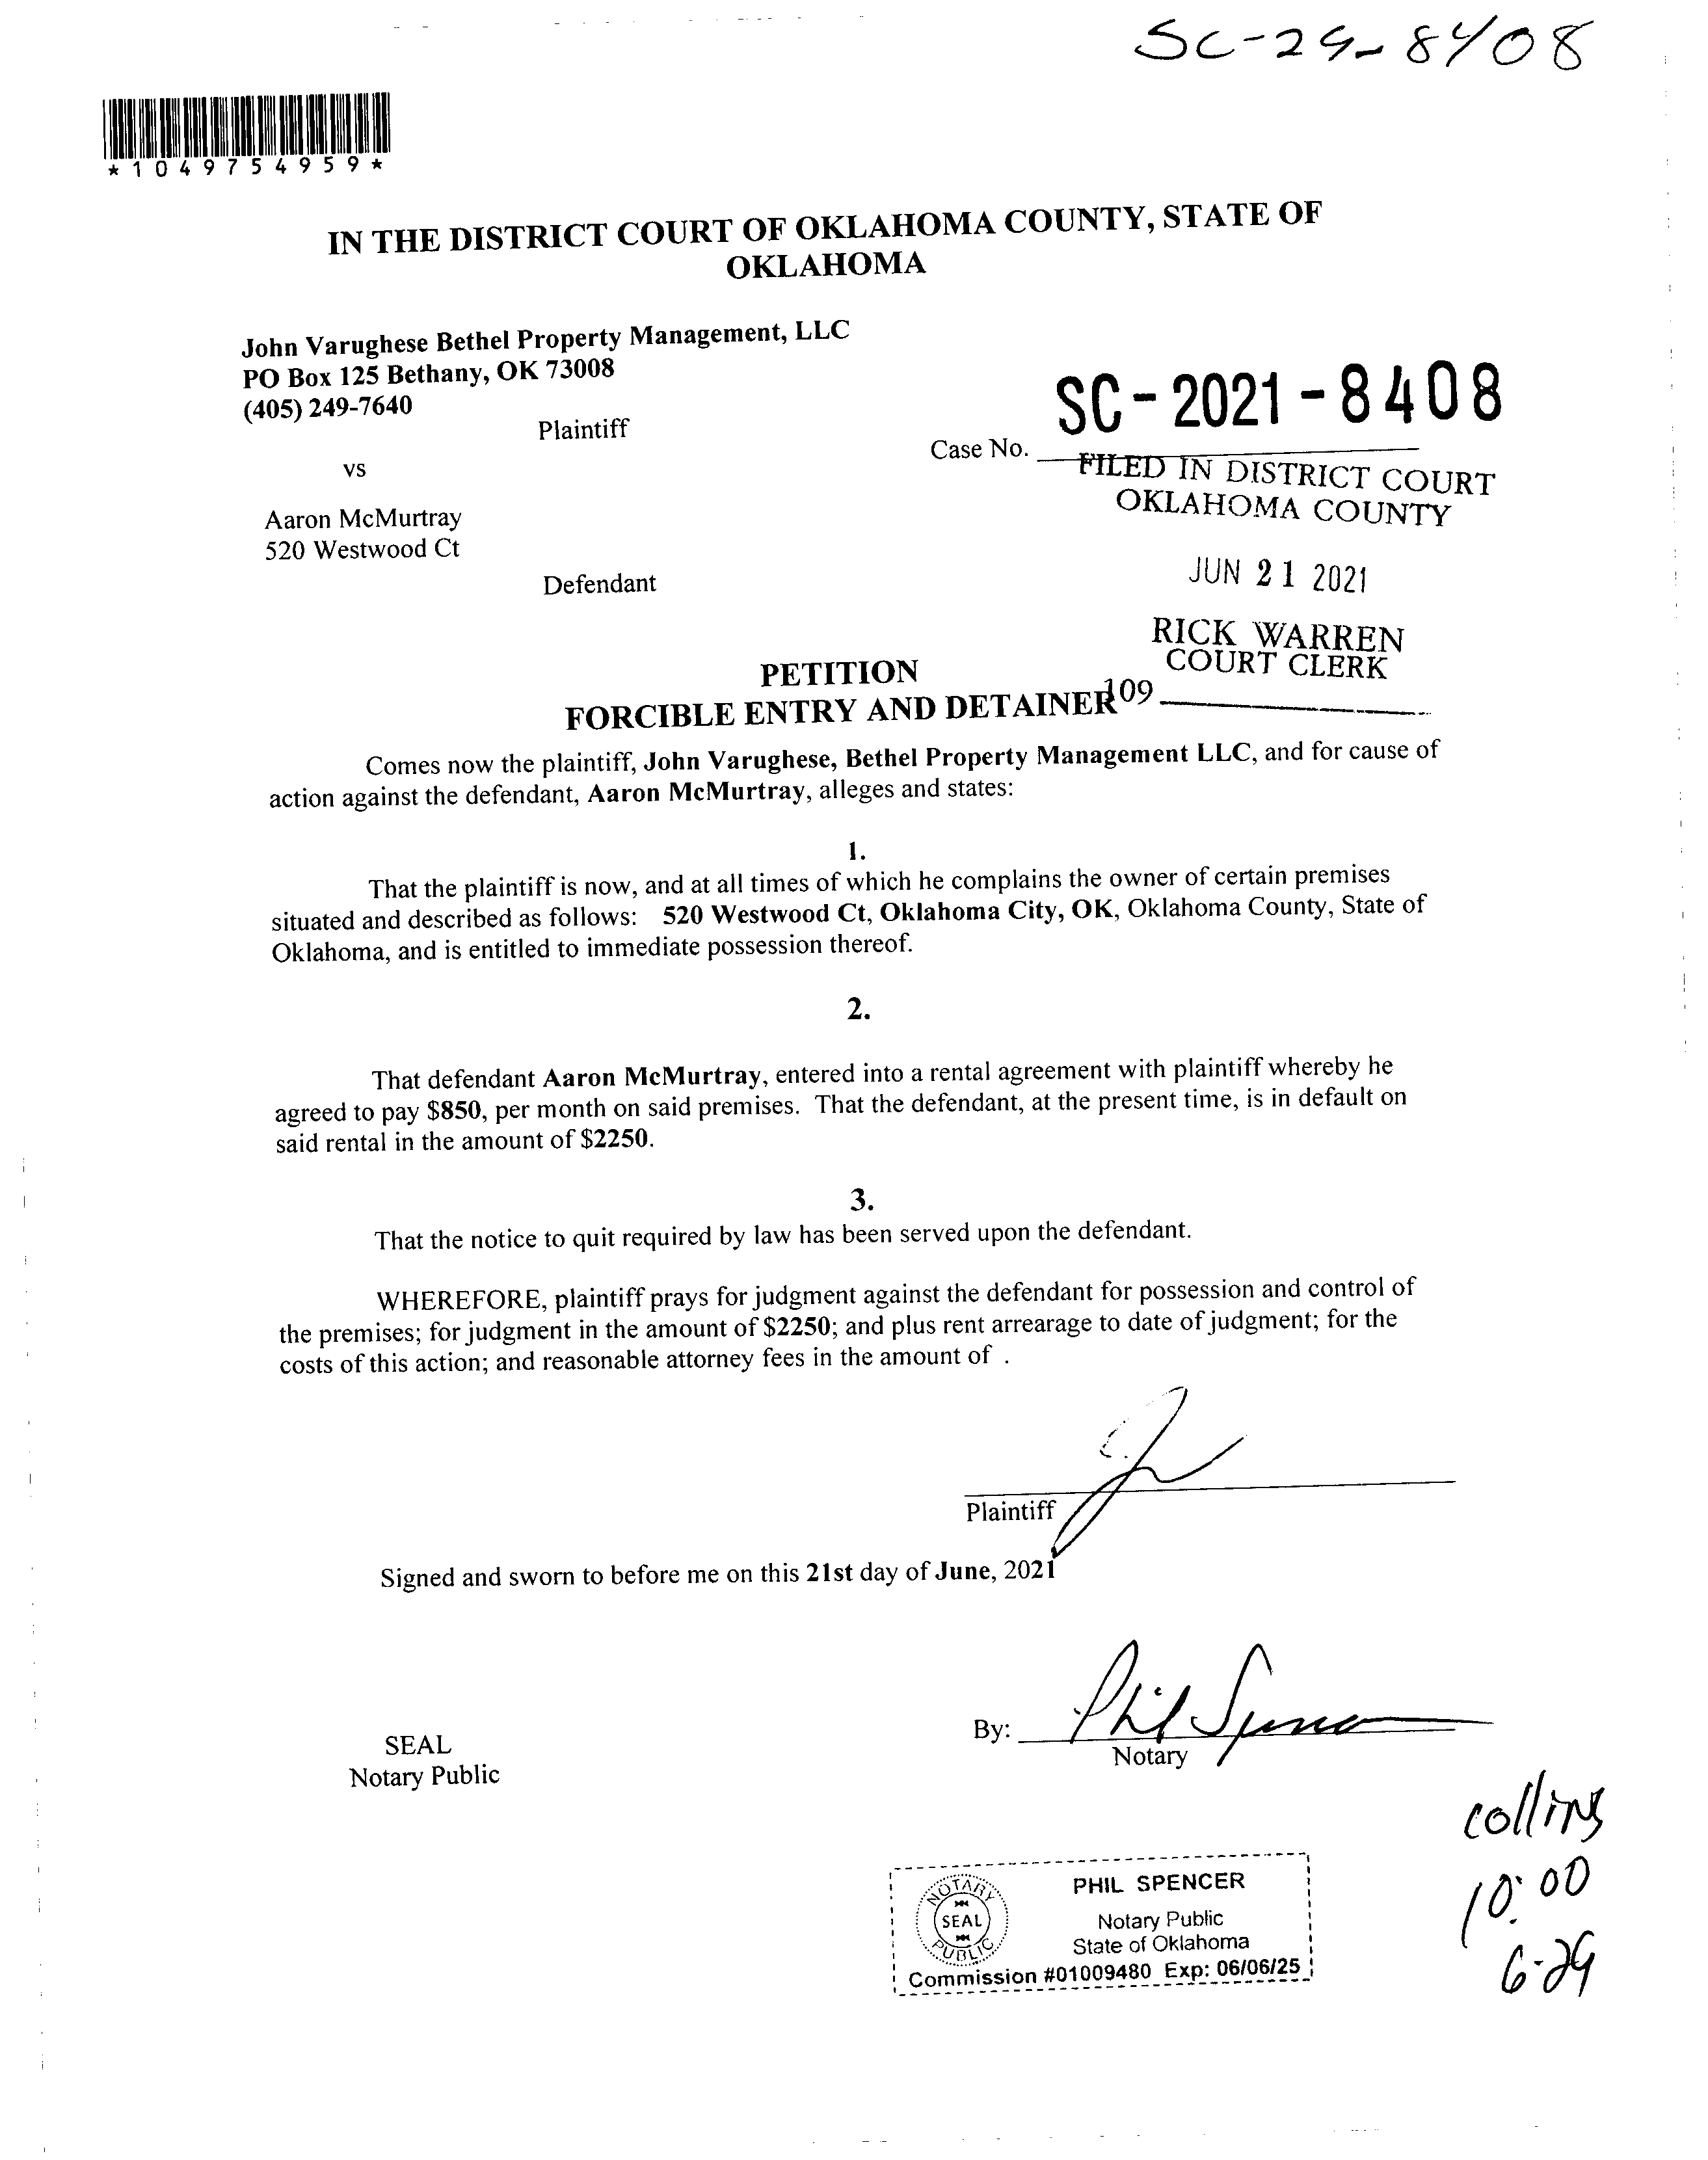 SC-29-8408
*1049754959*
IN THE DISTRICT COURT OF OKLAHOMA COUNTY, STATE OF
OKLAHOMA
John Varughese Bethel Property Management, LLC
PO Box 125 Bethany, OK 73008
(405) 249-7640
Plaintiff
SC-2021-8408
Case No.
vs
FILED IN DISTRICT COURT
OKLAHOMA COUNTY
Aaron McMurtray
520 Westwood Ct
JUN 21 2021
Defendant
RICK WARREN
COURT CLERK
PETITION
FORCIBLE ENTRY AND DETAINER
109
Comes now the plaintiff, John Varughese, Bethel Property Management LLC, and for cause of
action against the defendant, Aaron McMurtray, alleges and states:
1.
That the plaintiff is now, and at all times of which he complains the owner of certain premises
situated and described as follows: 520 Westwood Ct, Oklahoma City, OK, Oklahoma County, State of
Oklahoma, and is entitled to immediate possession thereof.
2.
That defendant Aaron McMurtray, entered into a rental agreement with plaintiff whereby he
agreed to pay $850, per month on said premises. That the defendant, at the present time, is in default on
said rental in the amount of $2250.
3.
That the notice to quit required by law has been served upon the defendant.
WHEREFORE, plaintiff prays for judgment against the defendant for possession and control of
the premises; for judgment in the amount of $2250; and plus rent arrearage to date of judgment; for the
costs of this action; and reasonable attorney fees in the amount of .
Plaintiff
Signed and sworn to before me on this 21st day of June, 2021
By: Phil Spencer
Notary
SEAL
Notary Public
collins
10:00
6-29
NOTARY
SEAL
PUBLIC
PHIL SPENCER
Notary Public
State of Oklahoma
Commission #01009480 Exp: 06/06/25